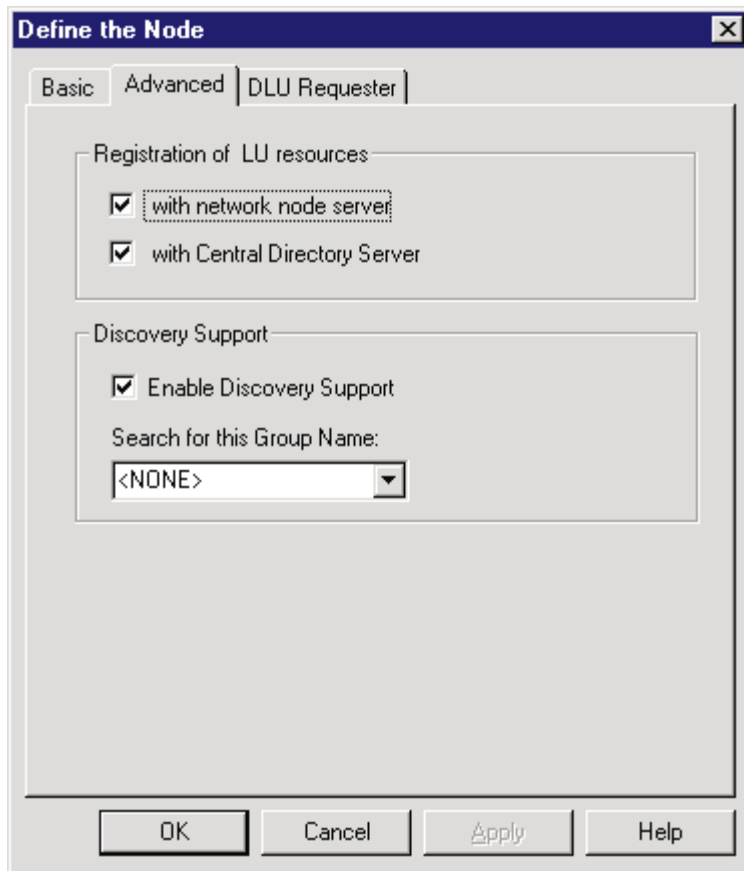 Define the Node
Basic Advanced DLU Requester
Registration of LU resources
with network node server
with Central Directory Server
Discovery Support
Enable Discovery Support
Search for this Group Name:
<NONE>
OK Cancel Apply Help